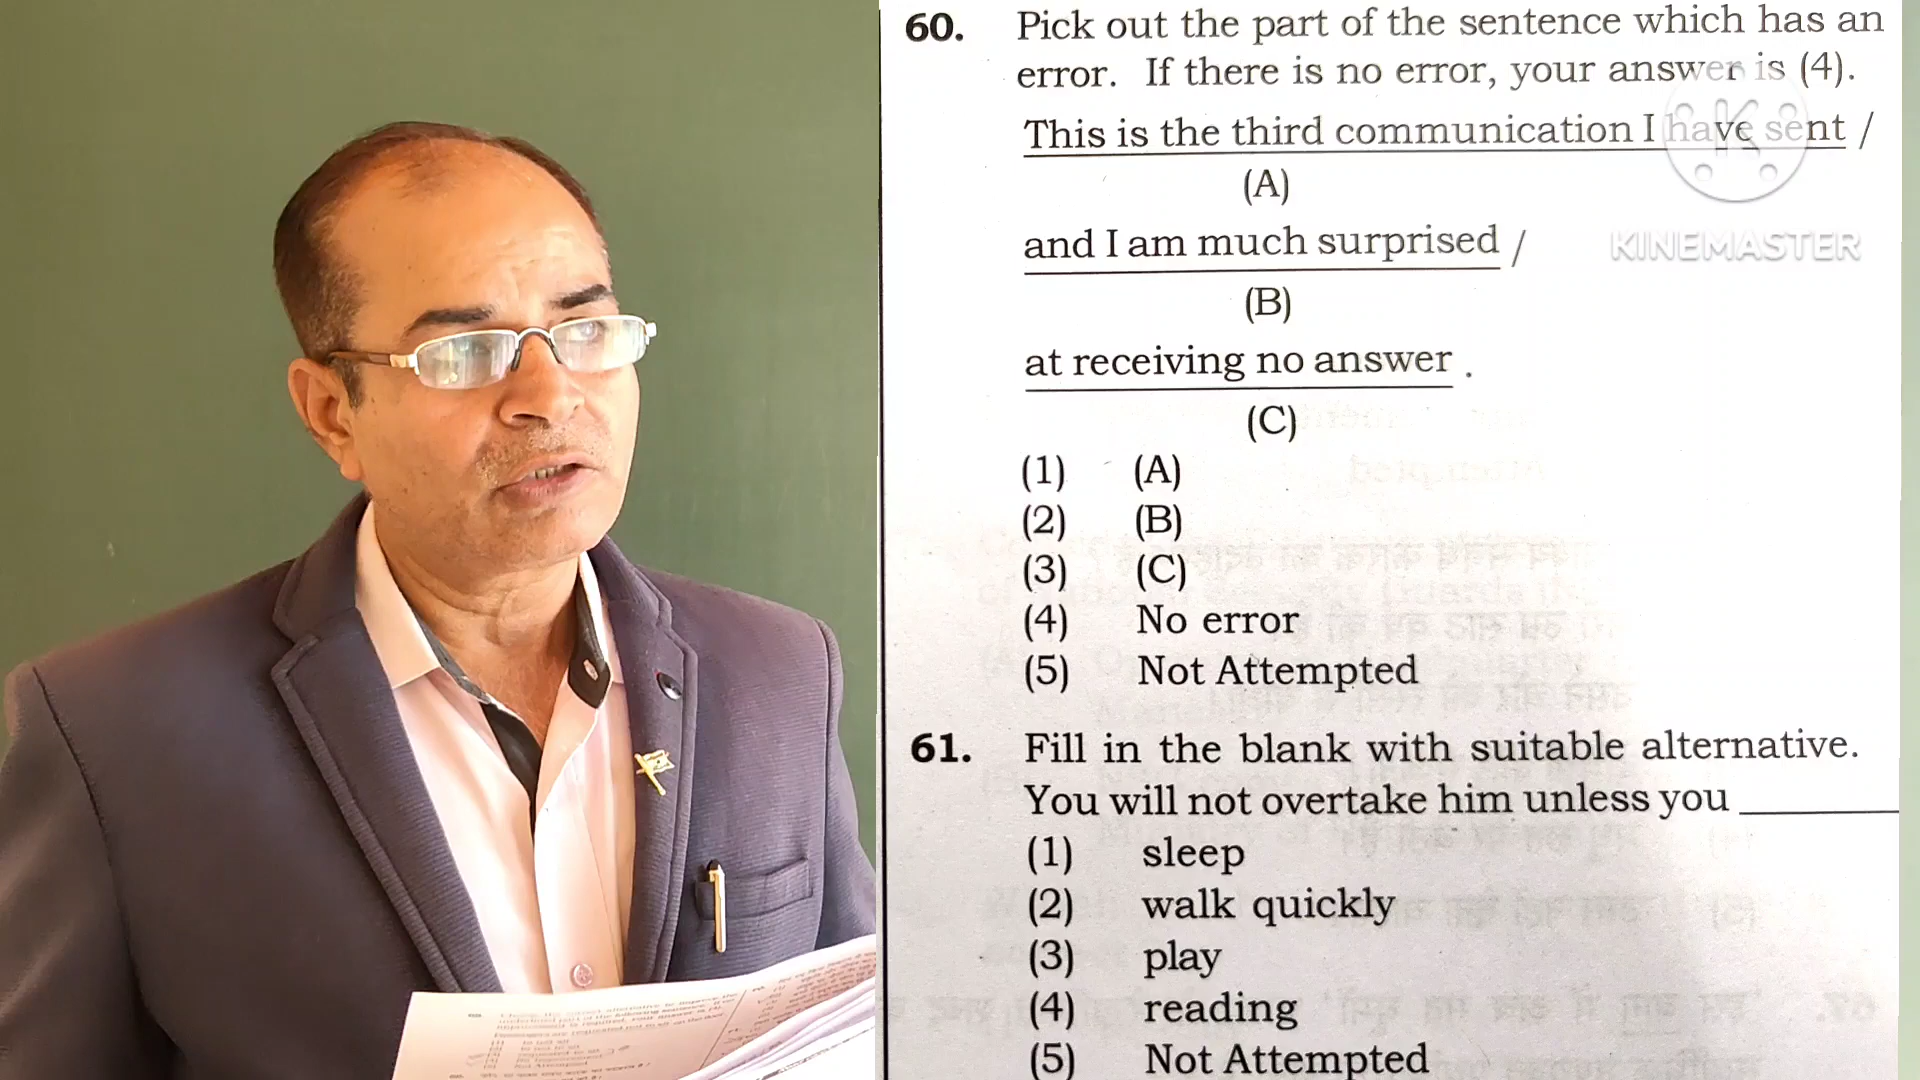 60. Pick out the part of the sentence which has an
error. If there is no error, your answer is (4).
This is the third communication I have sent /
(A)
and I am much surprised /
(B)
at receiving no answer .
(C)
(1) (A)
(2) (B)
(3) (C)
(4) No error
(5) Not Attempted
61. Fill in the blank with suitable alternative.
You will not overtake him unless you ________
(1) sleep
(2) walk quickly
(3) play
(4) reading
(5) Not Attempted
KINEMASTER